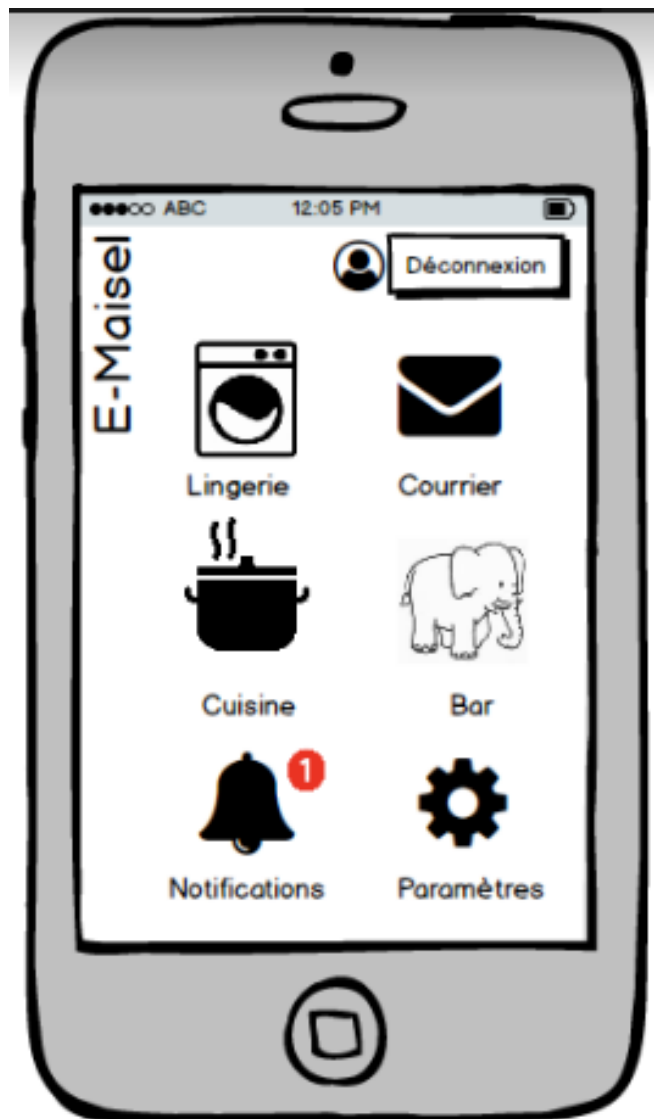 ABC 12:05 PM
E-Maisel
Déconnexion
Lingerie Courrier
Cuisine Bar
1
Notifications Paramètres